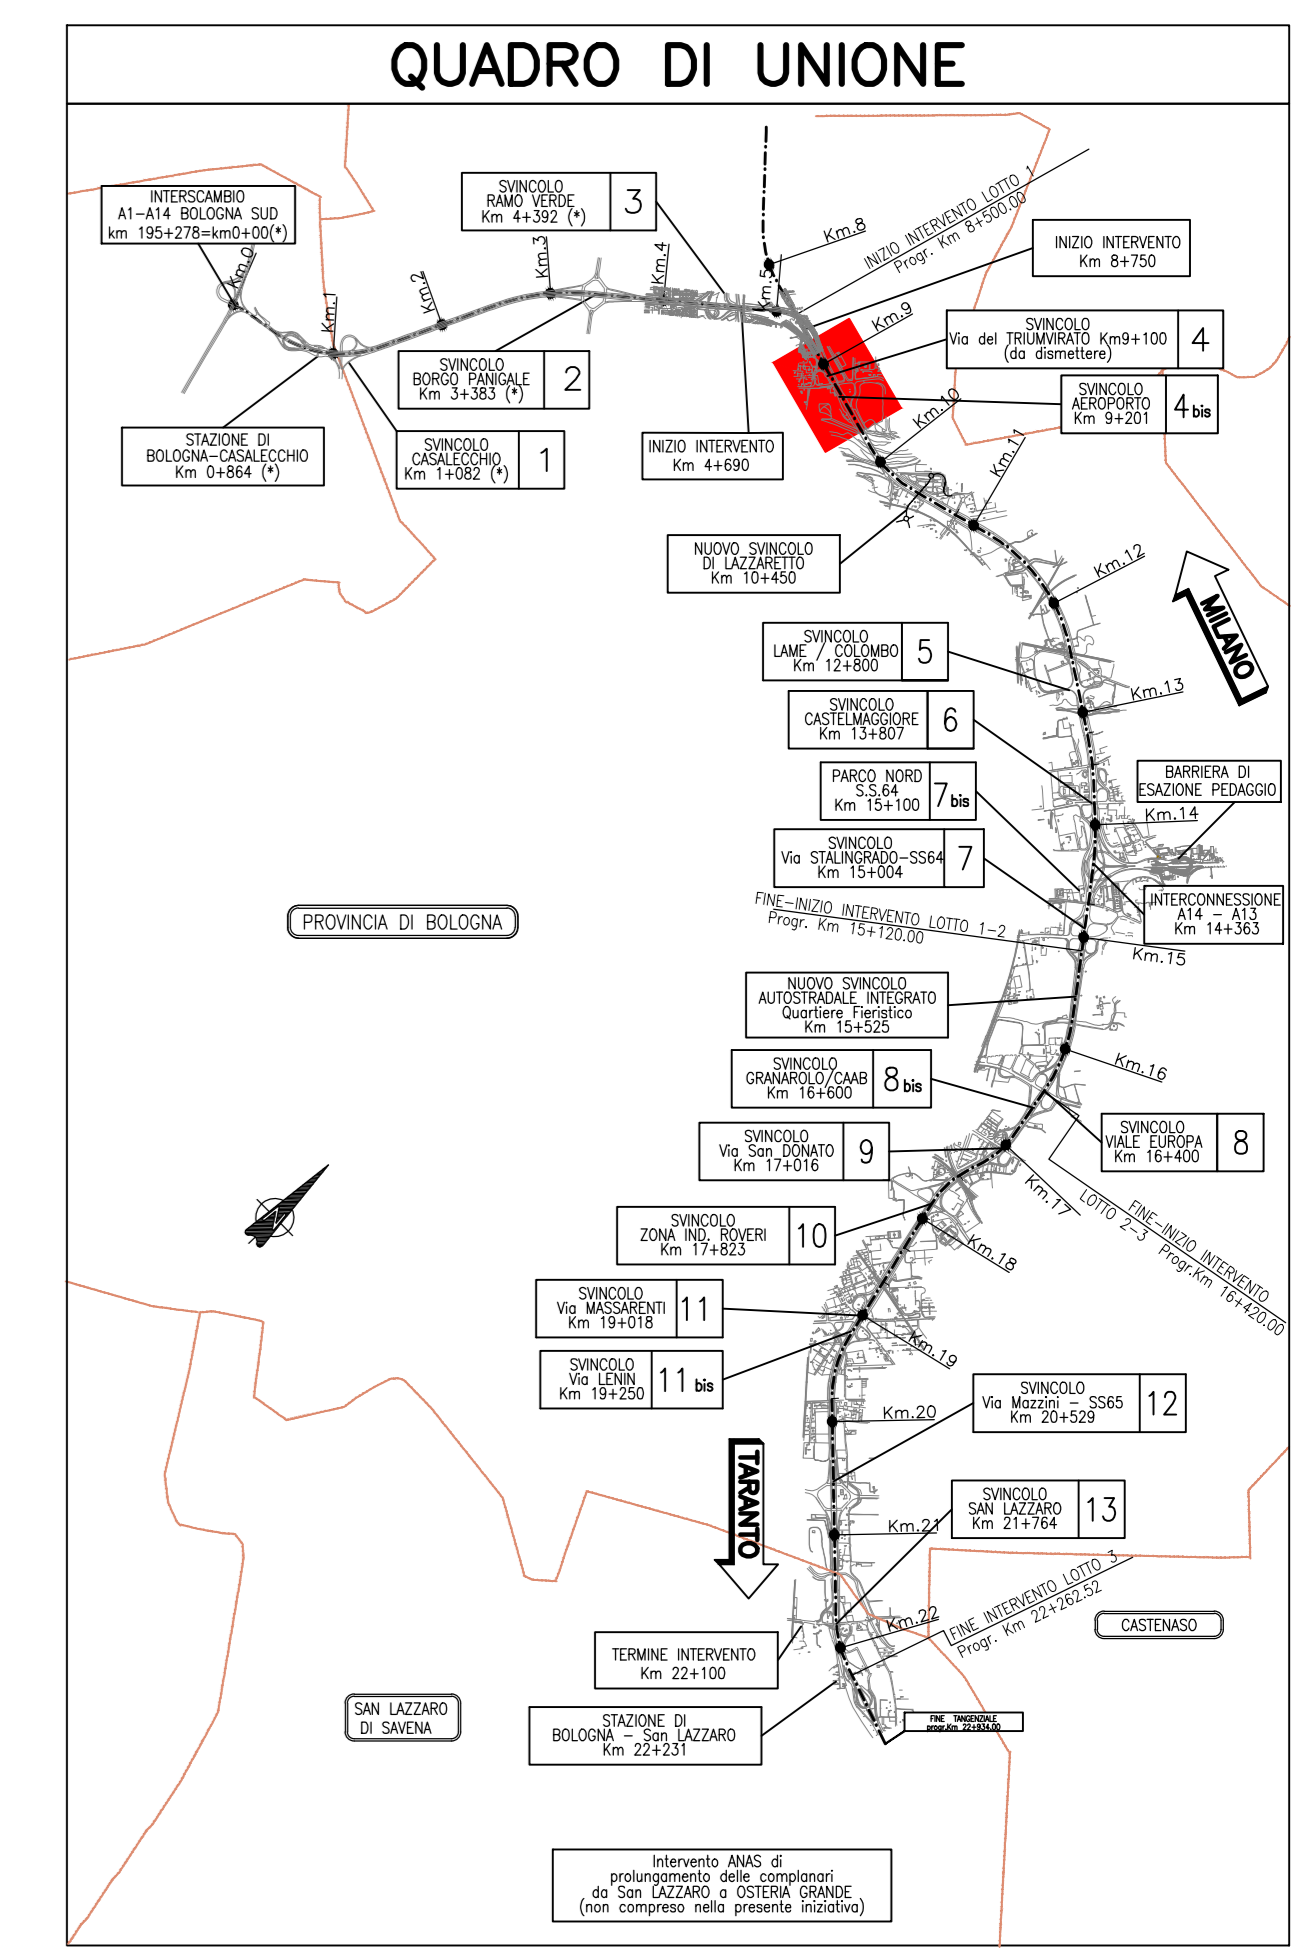 QUADRO DI UNIONE
INTERSCAMBIO
A1-A14 BOLOGNA SUD
km 195+278=km0+00(*)
SVINCOLO
RAMO VERDE
Km 4+392 (*)
3
Km.0
Km.1
Km.2
Km.3
Km.4
Km.5
Km.8
INIZIO INTERVENTO LOTTO 1
Progr. Km 8+500.00
INIZIO INTERVENTO
Km 8+750
Km.9
SVINCOLO
Via del TRIUMVIRATO Km9+100
(da dismettere)
4
SVINCOLO
BORGO PANIGALE
Km 3+383 (*)
2
SVINCOLO
AEROPORTO
Km 9+201
4 bis
Km.10
STAZIONE DI
BOLOGNA-CASALECCHIO
Km 0+864 (*)
SVINCOLO
CASALECCHIO
Km 1+082 (*)
1
INIZIO INTERVENTO
Km 4+690
Km.11
NUOVO SVINCOLO
DI LAZZARETTO
Km 10+450
Km.12
MILANO
SVINCOLO
LAME / COLOMBO
Km 12+800
5
Km.13
SVINCOLO
CASTELMAGGIORE
Km 13+807
6
PARCO NORD
S.S.64
Km 15+100
7 bis
BARRIERA DI
ESAZIONE PEDAGGIO
Km.14
SVINCOLO
Via STALINGRADO-SS64
Km 15+004
7
INTERCONNESSIONE
A14 - A13
Km 14+363
FINE-INIZIO INTERVENTO LOTTO 1-2
Progr. Km 15+120.00
Km.15
PROVINCIA DI BOLOGNA
NUOVO SVINCOLO
AUTOSTRADALE INTEGRATO
Quartiere Fieristico
Km 15+525
Km.16
SVINCOLO
GRANAROLO/CAAB
Km 16+600
8 bis
SVINCOLO
VIALE EUROPA
Km 16+400
8
SVINCOLO
Via San DONATO
Km 17+016
9
Km.17
FINE-INIZIO INTERVENTO
LOTTO 2-3 Progr.Km 16+420.00
SVINCOLO
ZONA IND. ROVERI
Km 17+823
10
Km.18
SVINCOLO
Via MASSARENTI
Km 19+018
11
Km.19
SVINCOLO
Via LENIN
Km 19+250
11 bis
SVINCOLO
Via Mazzini - SS65
Km 20+529
12
Km.20
TARANTO
SVINCOLO
SAN LAZZARO
Km 21+764
13
Km.21
FINE INTERVENTO LOTTO 3
Progr. Km 22+262.52
Km.22
CASTENASO
TERMINE INTERVENTO
Km 22+100
SAN LAZZARO
DI SAVENA
STAZIONE DI
BOLOGNA - San LAZZARO
Km 22+231
FINE TANGENZIALE
progr.Km 22+934.00
Intervento ANAS di
prolungamento delle complanari
da San LAZZARO a OSTERIA GRANDE
(non compreso nella presente iniziativa)